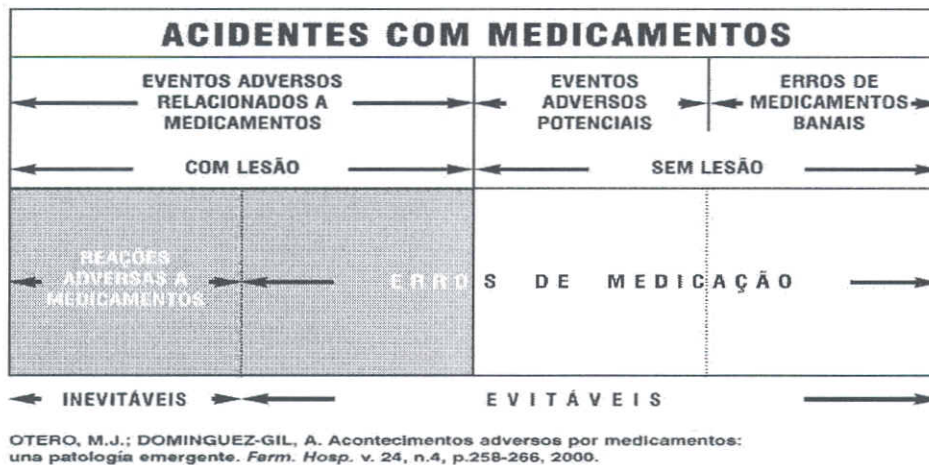 ACIDENTES COM MEDICAMENTOS
EVENTOS ADVERSOS
RELACIONADOS A
MEDICAMENTOS
EVENTOS
ADVERSOS
POTENCIAIS
ERROS DE
MEDICAMENTOS
BANAIS
COM LESÃO
SEM LESÃO
REAÇÕES
ADVERSAS A
MEDICAMENTOS
ERROS DE MEDICAÇÃO
INEVITÁVEIS
EVITÁVEIS
OTERO, M.J.; DOMINGUEZ-GIL, A. Acontecimentos adversos por medicamentos:
una patología emergente. Farm. Hosp. v. 24, n.4, p.258-266, 2000.